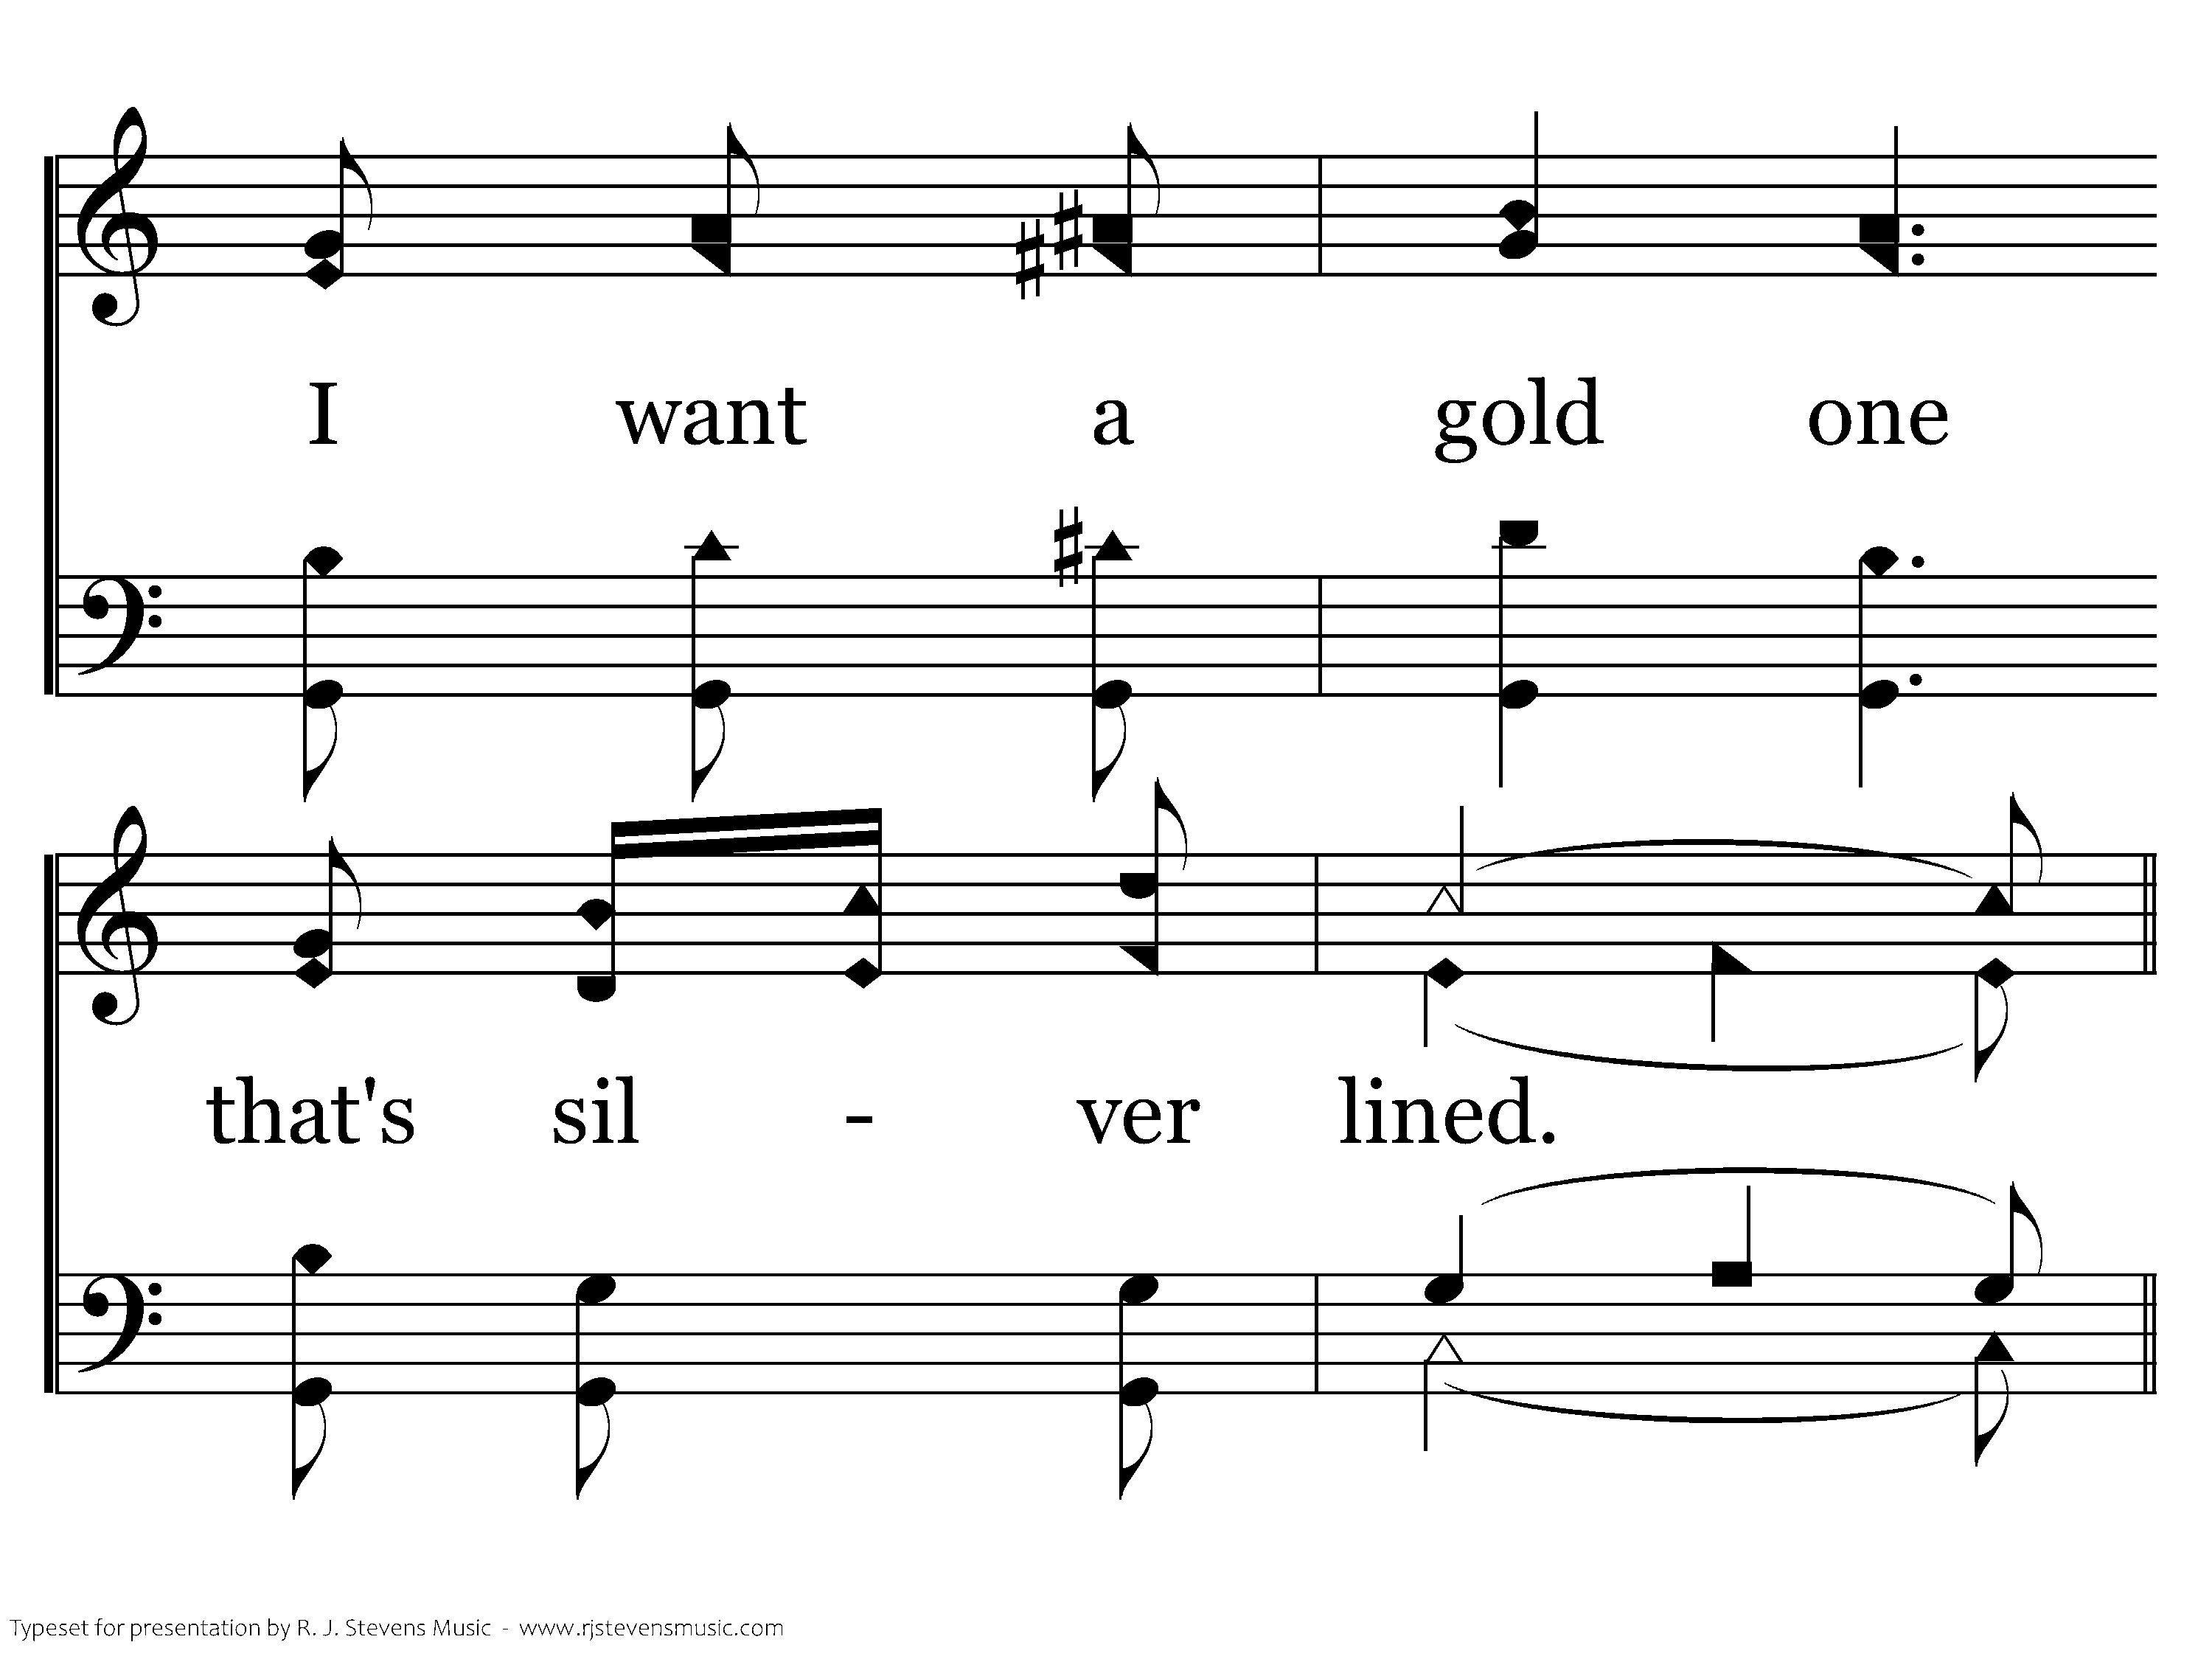 I want a gold one
that's sil - ver lined.
Typeset for presentation by R. J. Stevens Music - www.rjstevensmusic.com